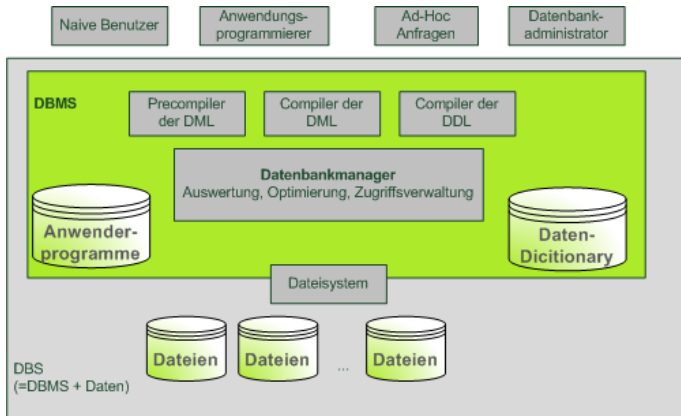 Naive Benutzer
Anwendungs-
programmierer
Ad-Hoc
Anfragen
Datenbank-
administrator
DBMS
Precompiler
der DML
Compiler der
DML
Compiler der
DDL
Datenbankmanager
Auswertung, Optimierung, Zugriffsverwaltung
Anwender-
programme
Daten-
Dicitionary
Dateisystem
Dateien
Dateien
...
Dateien
DBS
(=DBMS + Daten)